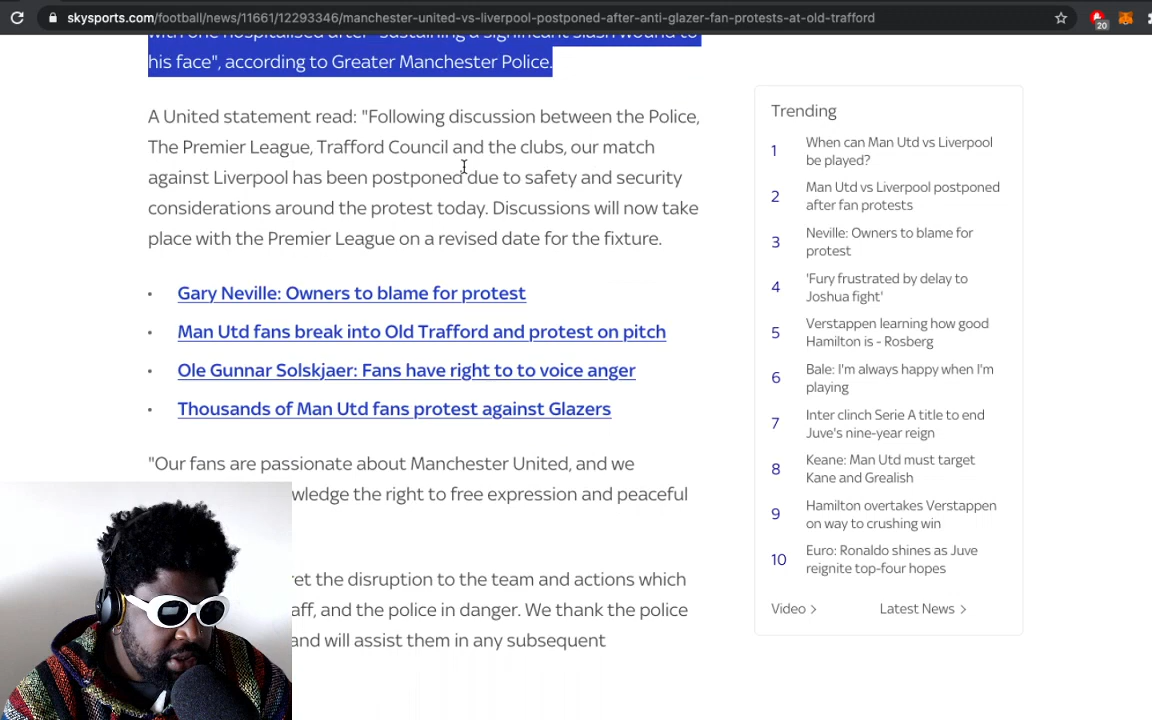 skysports.com/football/news/11661/12293346/manchester-united-vs-liverpool-postponed-after-anti-glazer-fan-protests-at-old-trafford
20
with one hospitalised after "sustaining a significant slash wound to
his face", according to Greater Manchester Police.
A United statement read: "Following discussion between the Police,
The Premier League, Trafford Council and the clubs, our match
against Liverpool has been postponed due to safety and security
considerations around the protest today. Discussions will now take
place with the Premier League on a revised date for the fixture.
Gary Neville: Owners to blame for protest
Man Utd fans break into Old Trafford and protest on pitch
Ole Gunnar Solskjaer: Fans have right to to voice anger
Thousands of Man Utd fans protest against Glazers
"Our fans are passionate about Manchester United, and we
wledge the right to free expression and peaceful
et the disruption to the team and actions which
aff, and the police in danger. We thank the police
and will assist them in any subsequent
Trending
1 When can Man Utd vs Liverpool
be played?
2 Man Utd vs Liverpool postponed
after fan protests
3 Neville: Owners to blame for
protest
4 'Fury frustrated by delay to
Joshua fight'
5 Verstappen learning how good
Hamilton is - Rosberg
6 Bale: I'm always happy when I'm
playing
7 Inter clinch Serie A title to end
Juve's nine-year reign
8 Keane: Man Utd must target
Kane and Grealish
9 Hamilton overtakes Verstappen
on way to crushing win
10 Euro: Ronaldo shines as Juve
reignite top-four hopes
Video
Latest News